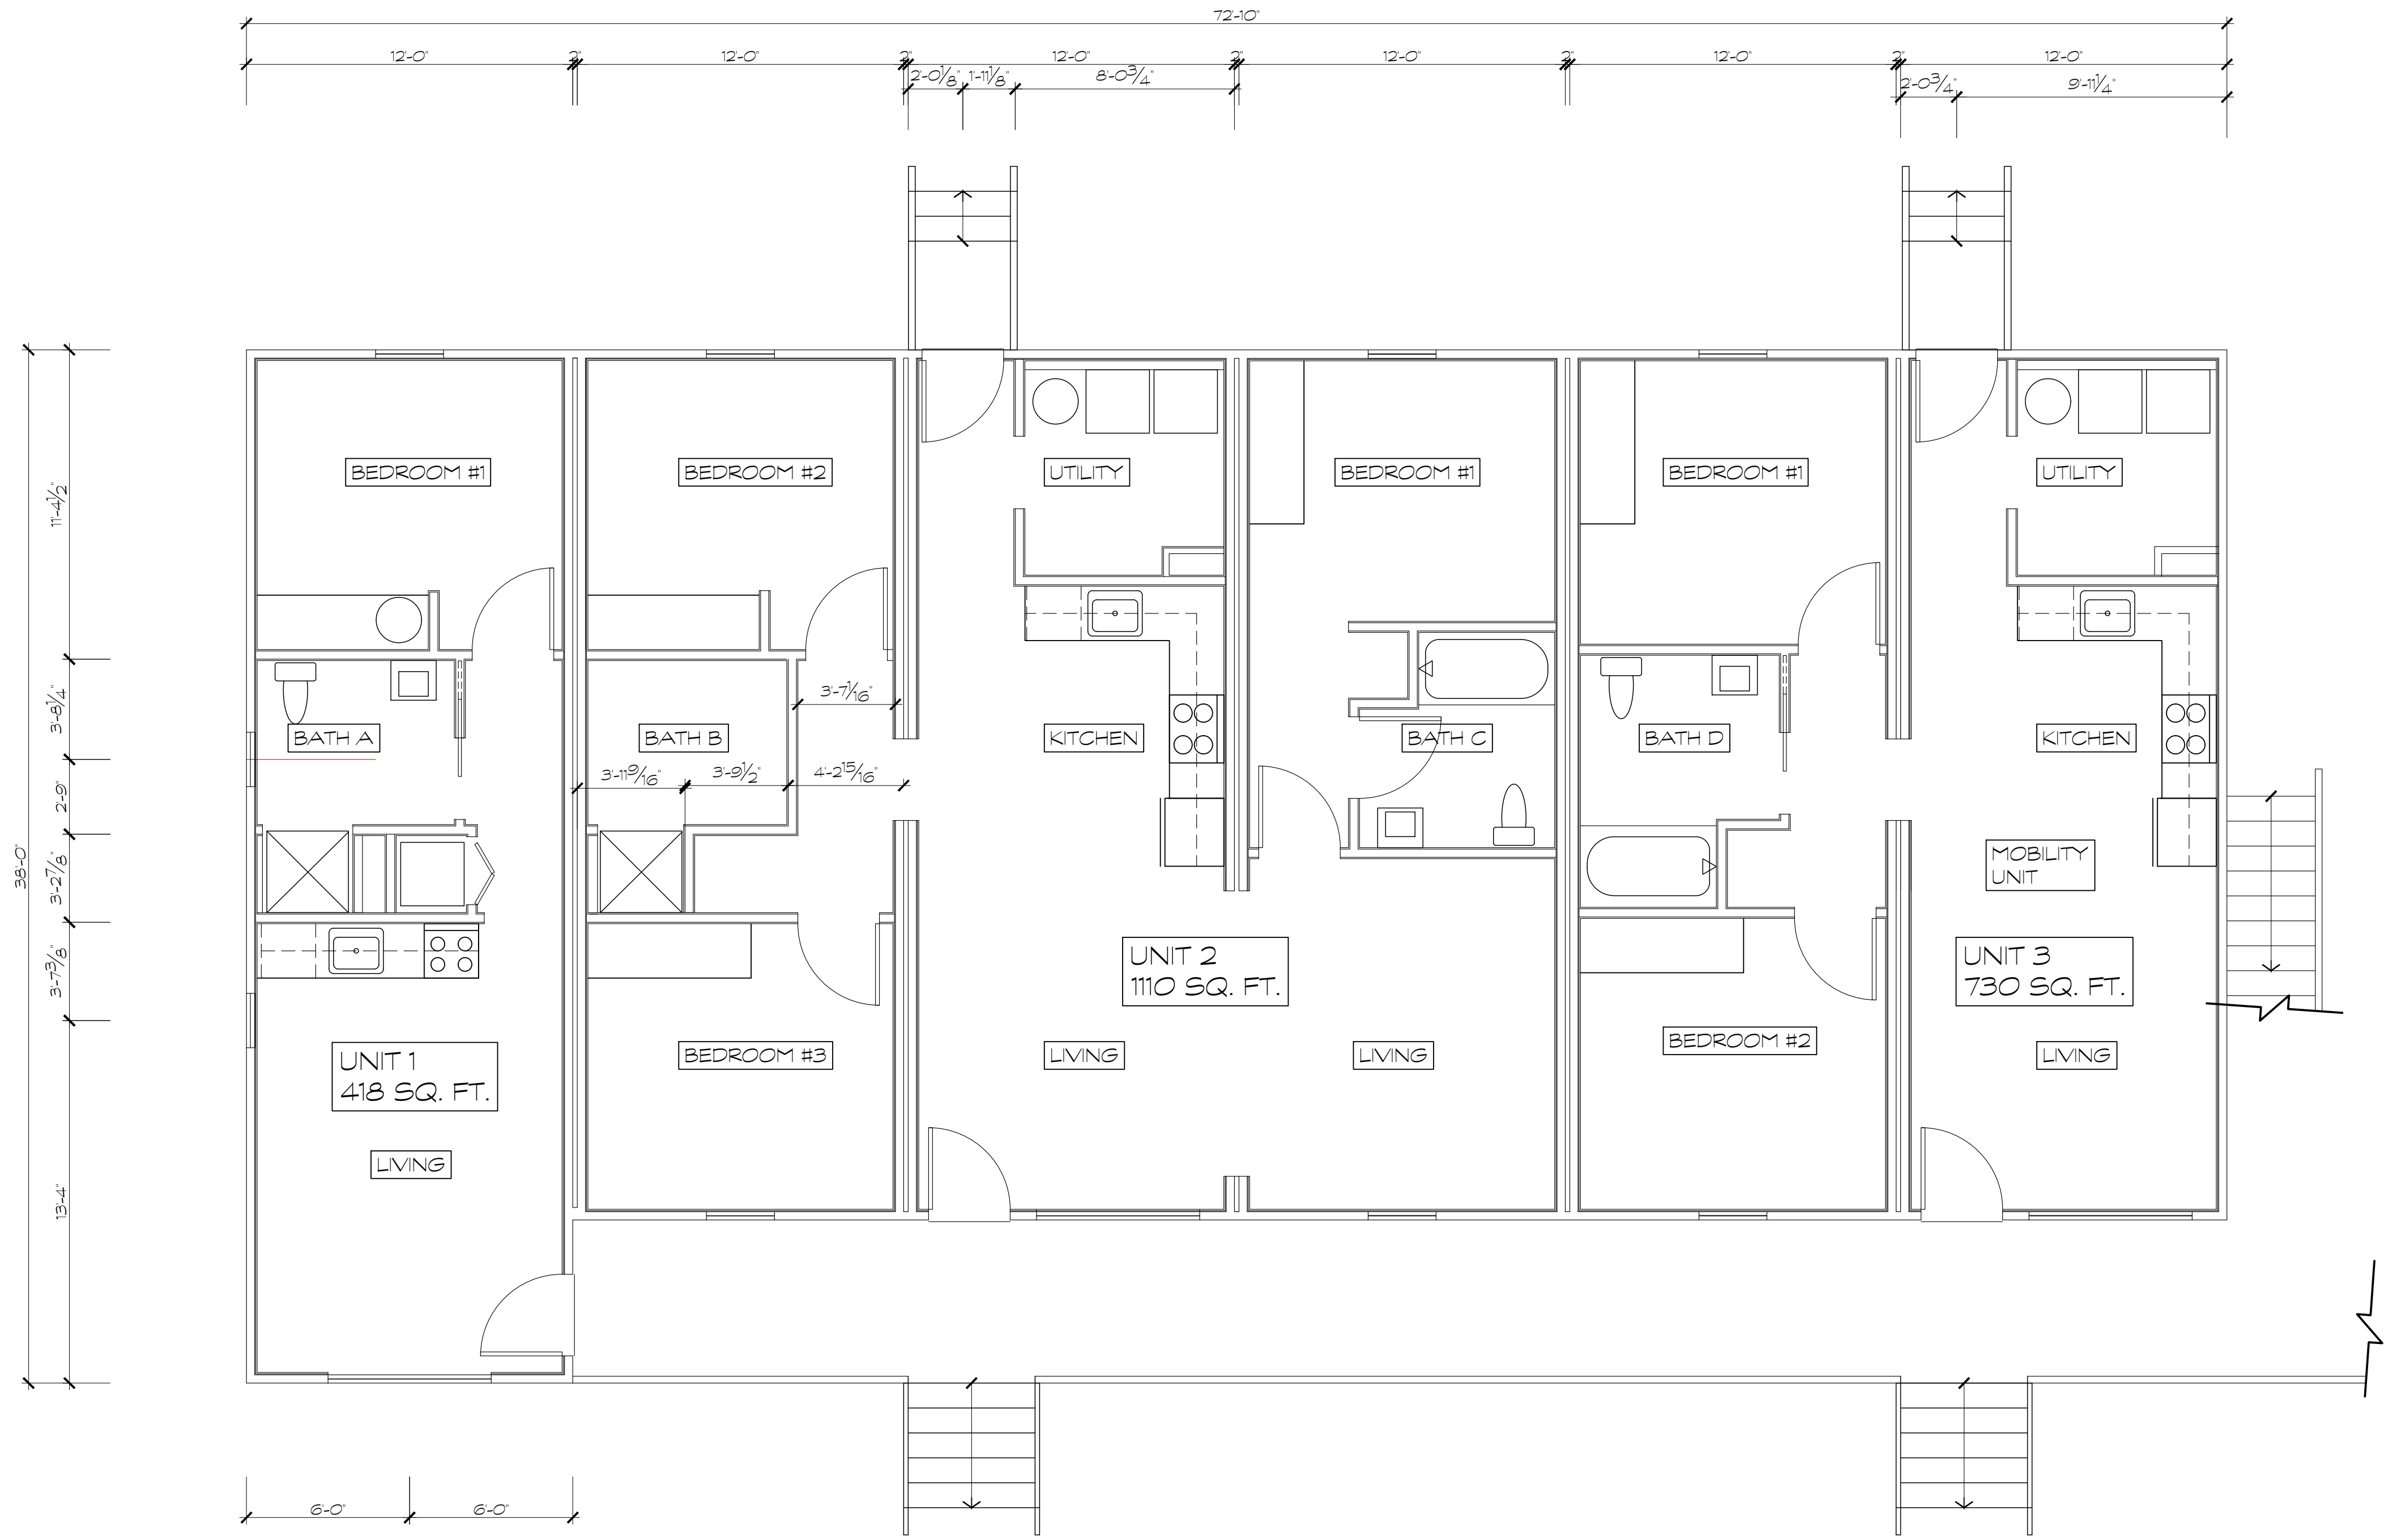 72'-10"
12'-0" 2" 12'-0" 2" 12'-0" 2" 12'-0" 2" 12'-0" 2" 12'-0"
2'-0 1/8" 1'-11 1/8" 8'-0 3/4" 2'-0 3/4" 9'-11 1/4"
BEDROOM #1 BEDROOM #2 UTILITY BEDROOM #1 BEDROOM #1 UTILITY
11'-4 1/2"
3'-8 1/4"
2'-9"
3'-2 7/8"
3'-7 3/8"
13'-4"
38'-0"
3'-7 1/16"
BATH A BATH B KITCHEN BATH C BATH D KITCHEN
3'-11 9/16" 3'-9 1/2" 4'-2 15/16"
MOBILITY
UNIT
UNIT 2
1110 SQ. FT.
UNIT 3
730 SQ. FT.
BEDROOM #3 LIVING LIVING BEDROOM #2 LIVING
UNIT 1
418 SQ. FT.
LIVING
6'-0" 6'-0"